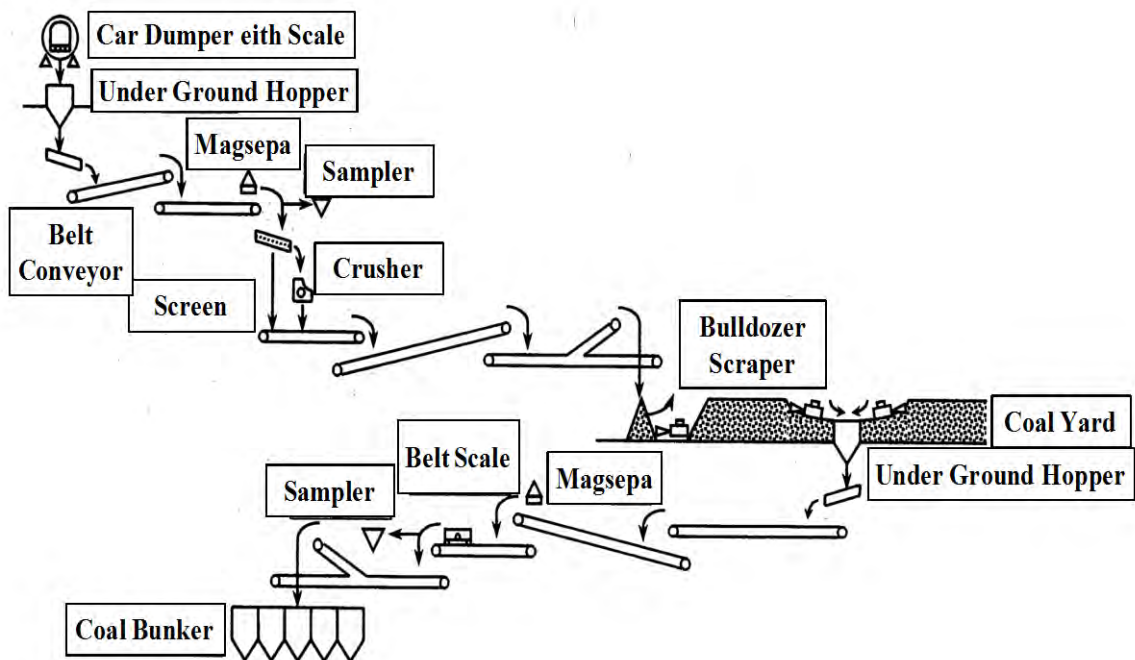 Car Dumper eith Scale
Under Ground Hopper
Magsepa
Sampler
Belt
Conveyor
Screen
Crusher
Bulldozer
Scraper
Coal Yard
Under Ground Hopper
Belt Scale
Magsepa
Sampler
Coal Bunker